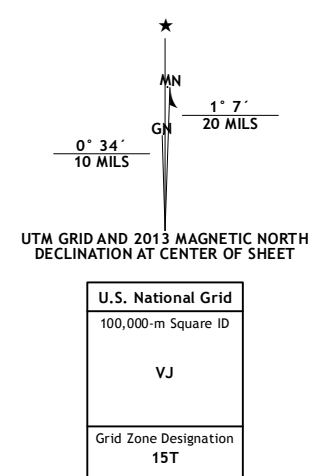 ★
MN
1° 7´
20 MILS
GN
0° 34´
10 MILS
UTM GRID AND 2013 MAGNETIC NORTH
DECLINATION AT CENTER OF SHEET
U.S. National Grid
100,000-m Square ID
VJ
Grid Zone Designation
15T